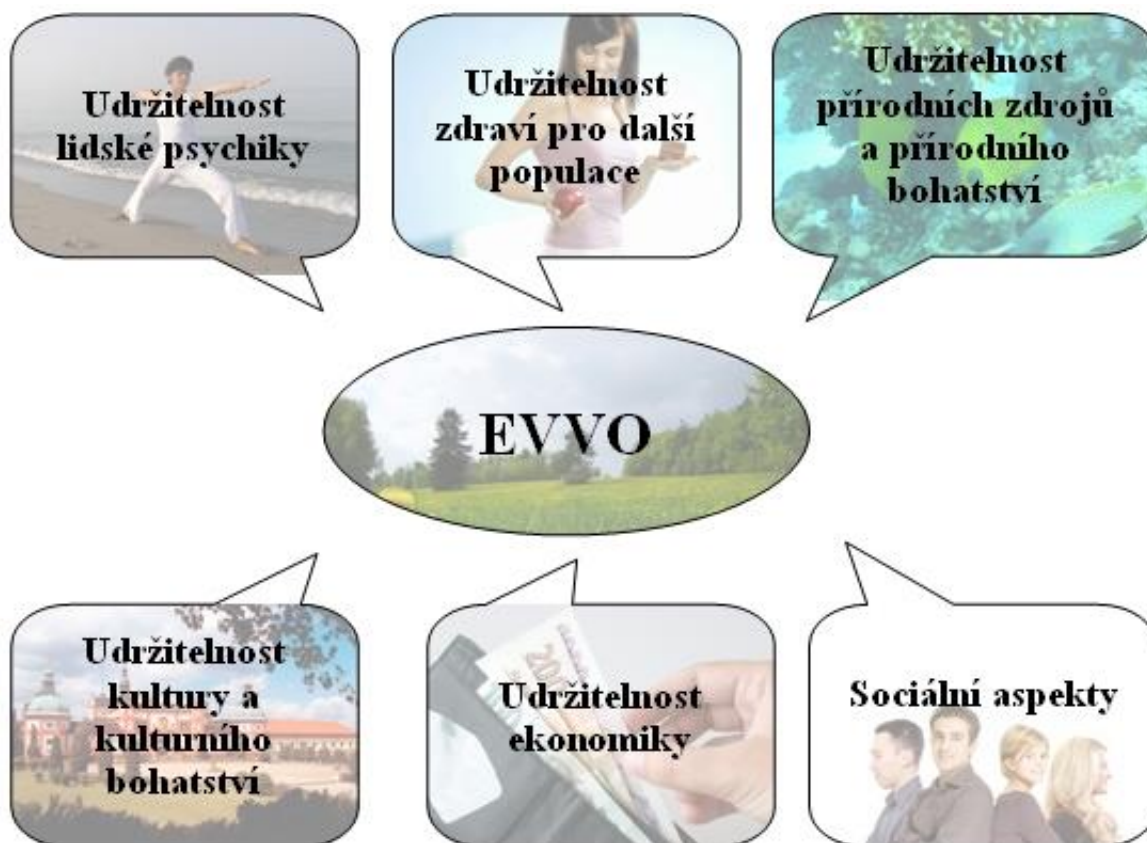 Udržitelnost
lidské psychiky
Udržitelnost
zdraví pro další
populace
Udržitelnost
přírodních zdrojů
a přírodního
bohatství
EVVO
Udržitelnost
kultury a
kulturního
bohatství
Udržitelnost
ekonomiky
Sociální aspekty